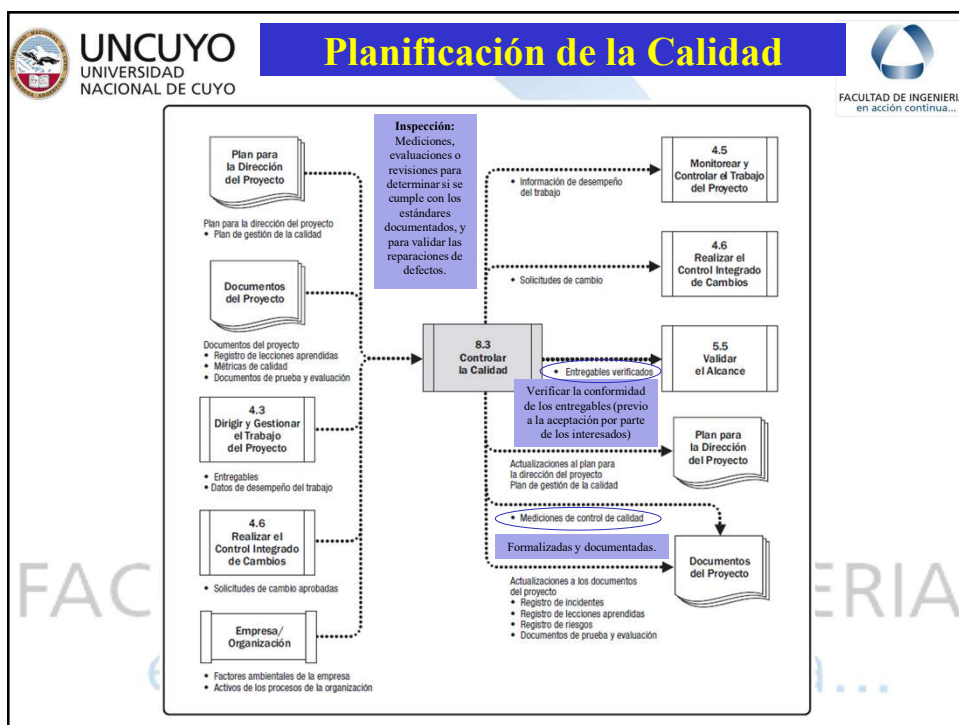 UNCUYO
UNIVERSIDAD
NACIONAL DE CUYO
Planificación de la Calidad
FACULTAD DE INGENIERIA
en acción continua...
Plan para
la Dirección
del Proyecto
Plan para la dirección del proyecto
• Plan de gestión de la calidad
Documentos
del Proyecto
Documentos del proyecto
• Registro de lecciones aprendidas
• Métricas de calidad
• Documentos de prueba y evaluación
4.3
Dirigir y Gestionar
el Trabajo
del Proyecto
• Entregables
• Datos de desempeño del trabajo
4.6
Realizar el
Control Integrado
de Cambios
• Solicitudes de cambio aprobadas
Empresa/
Organización
• Factores ambientales de la empresa
• Activos de los procesos de la organización
Inspección:
Mediciones,
evaluaciones o
revisiones para
determinar si se
cumple con los
estándares
documentados, y
para validar las
reparaciones de
defectos.
8.3
Controlar
la Calidad
• Información de desempeño
del trabajo
4.5
Monitorear y
Controlar el Trabajo
del Proyecto
• Solicitudes de cambio
4.6
Realizar el
Control Integrado
de Cambios
• Entregables verificados
5.5
Validar
el Alcance
Verificar la conformidad
de los entregables (previo
a la aceptación por parte
de los interesados)
Actualizaciones al plan para
la dirección del proyecto
Plan de gestión de la calidad
Plan para
la Dirección
del Proyecto
• Mediciones de control de calidad
Formalizadas y documentadas.
Actualizaciones a los documentos
del proyecto
• Registro de incidentes
• Registro de lecciones aprendidas
• Registro de riesgos
• Documentos de prueba y evaluación
Documentos
del Proyecto